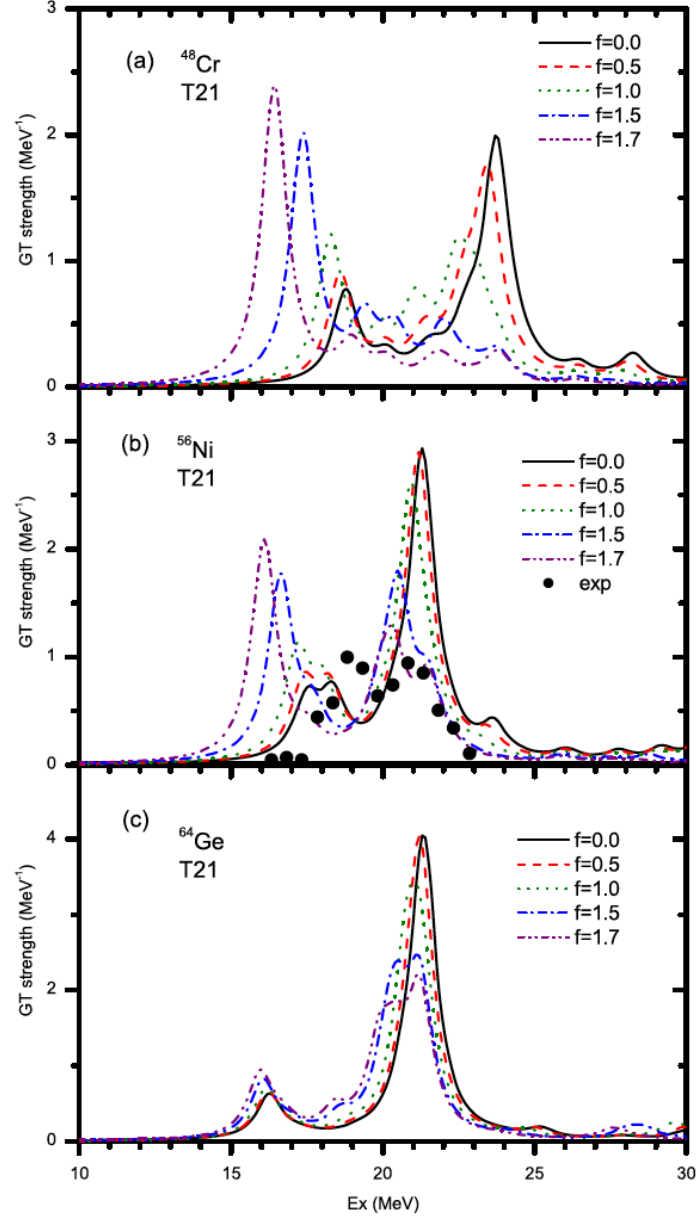 3
(a)
48Cr
T21
f=0.0
f=0.5
f=1.0
f=1.5
f=1.7
2
1
0
GT strength (MeV-1)
(b)
56Ni
T21
f=0.0
f=0.5
f=1.0
f=1.5
f=1.7
exp
3
2
1
0
GT strength (MeV-1)
(c)
64Ge
T21
f=0.0
f=0.5
f=1.0
f=1.5
f=1.7
4
2
0
GT strength (MeV-1)
10 15 20 25 30
Ex (MeV)